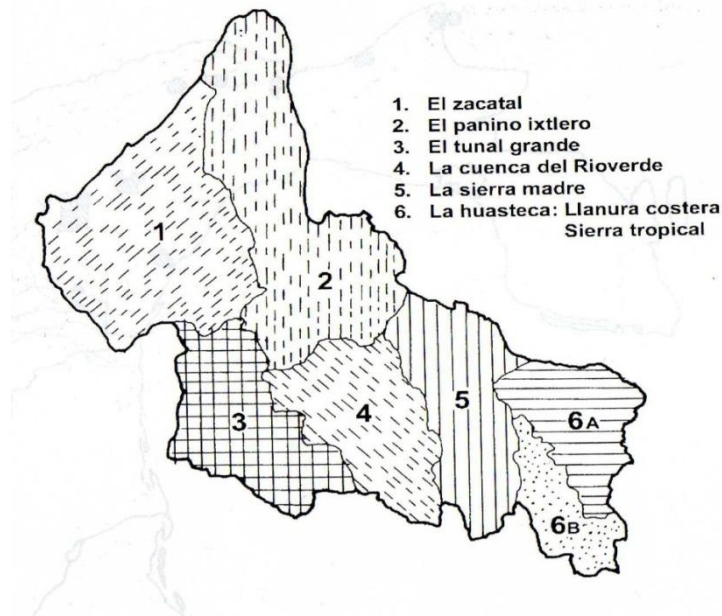 1. El zacatal
2. El panino ixtlero
3. El tunal grande
4. La cuenca del Rioverde
5. La sierra madre
6. La huasteca: Llanura costera
Sierra tropical
1
2
3
4
5
6A
6B